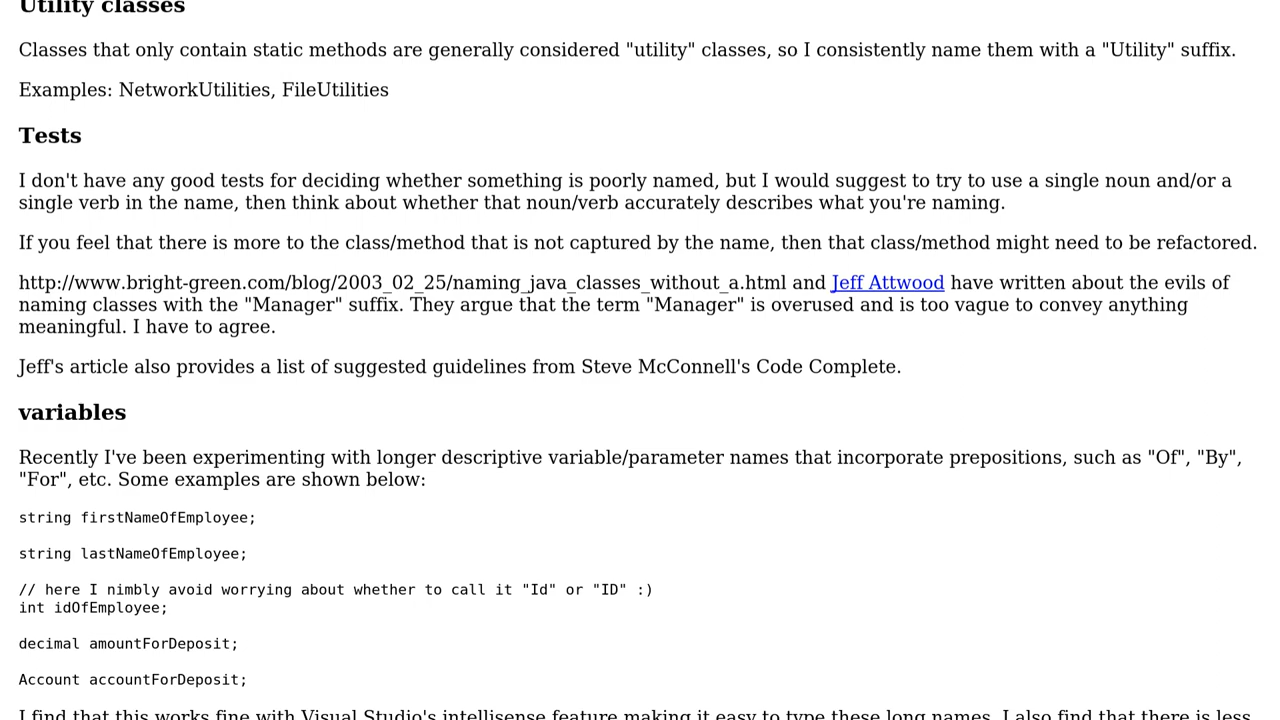 Utility classes
Classes that only contain static methods are generally considered "utility" classes, so I consistently name them with a "Utility" suffix.
Examples: NetworkUtilities, FileUtilities
Tests
I don't have any good tests for deciding whether something is poorly named, but I would suggest to try to use a single noun and/or a
single verb in the name, then think about whether that noun/verb accurately describes what you're naming.
If you feel that there is more to the class/method that is not captured by the name, then that class/method might need to be refactored.
http://www.bright-green.com/blog/2003_02_25/naming_java_classes_without_a.html and Jeff Attwood have written about the evils of
naming classes with the "Manager" suffix. They argue that the term "Manager" is overused and is too vague to convey anything
meaningful. I have to agree.
Jeff's article also provides a list of suggested guidelines from Steve McConnell's Code Complete.
variables
Recently I've been experimenting with longer descriptive variable/parameter names that incorporate prepositions, such as "Of", "By",
"For", etc. Some examples are shown below:
string firstNameOfEmployee;
string lastNameOfEmployee;
// here I nimbly avoid worrying about whether to call it "Id" or "ID" :)
int idOfEmployee;
decimal amountForDeposit;
Account accountForDeposit;
I find that this works fine with Visual Studio's intellisense feature making it easy to type these long names. I also find that there is less